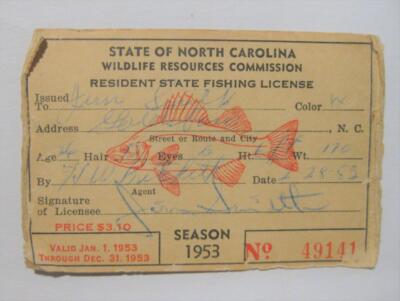 STATE OF NORTH CAROLINA
WILDLIFE RESOURCES COMMISSION
RESIDENT STATE FISHING LICENSE
Issued
To Color W
Address , N. C.
Street or Route and City
Age Hair Eyes Ht. Wt. 170
By Date
Agent
Signature
of Licensee
PRICE $3.10
VALID JAN. 1, 1953
THROUGH DEC. 31, 1953
SEASON
1953
No. 49141